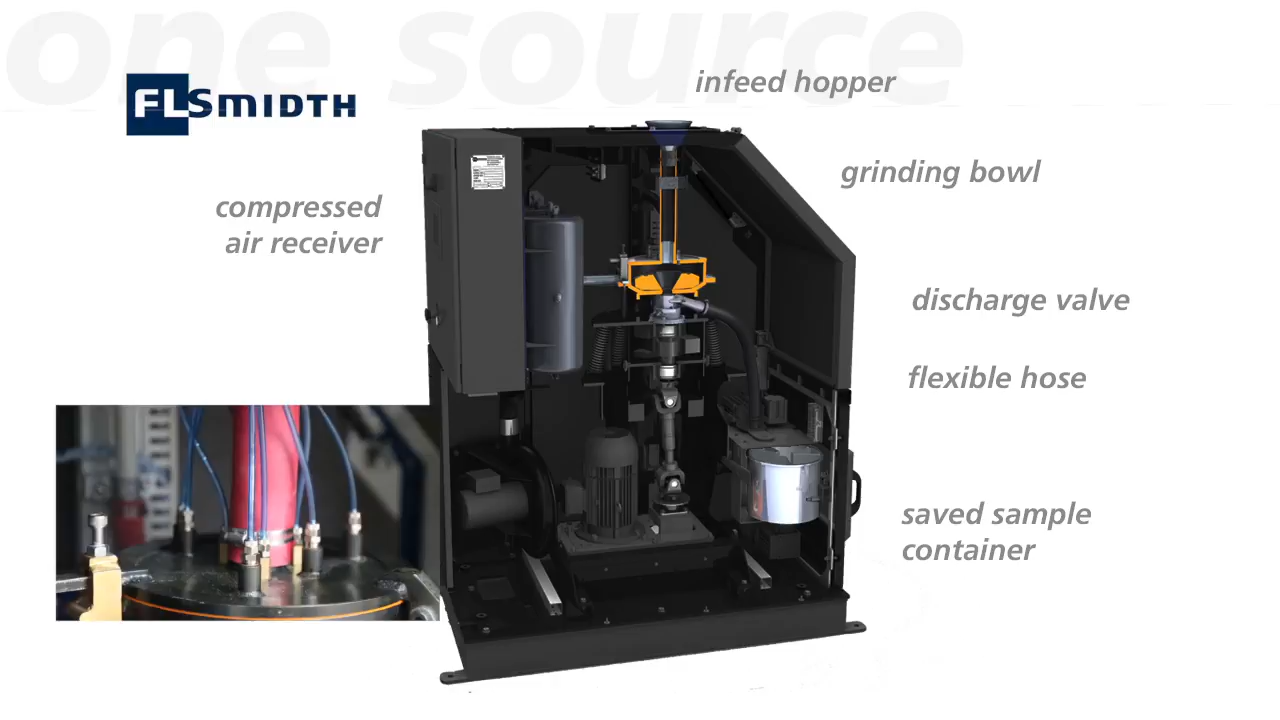 one source
FLSMIDTH
infeed hopper
grinding bowl
compressed
air receiver
discharge valve
flexible hose
saved sample
container